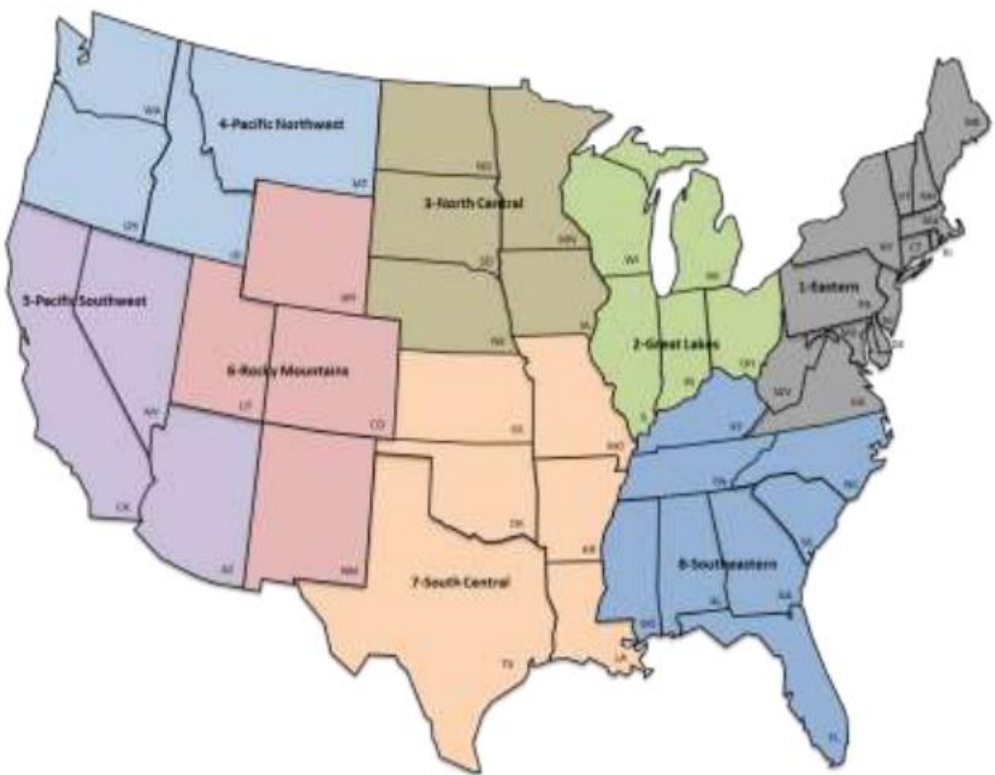 WA
4-Pacific Northwest
MT
ND
3-North Central
MN
SD
OR
ID
WY
5-Pacific Southwest
NE
IA
WI
MI
ME
VT
NH
MA
NY
CT
RI
1-Eastern
PA
NJ
MD
DE
2-Great Lakes
OH
IN
IL
WV
VA
6-Rocky Mountains
UT
CO
NV
KS
MO
KY
CA
TN
NC
OK
AR
SC
AZ
NM
7-South Central
8-Southeastern
MS
AL
GA
TX
LA
FL